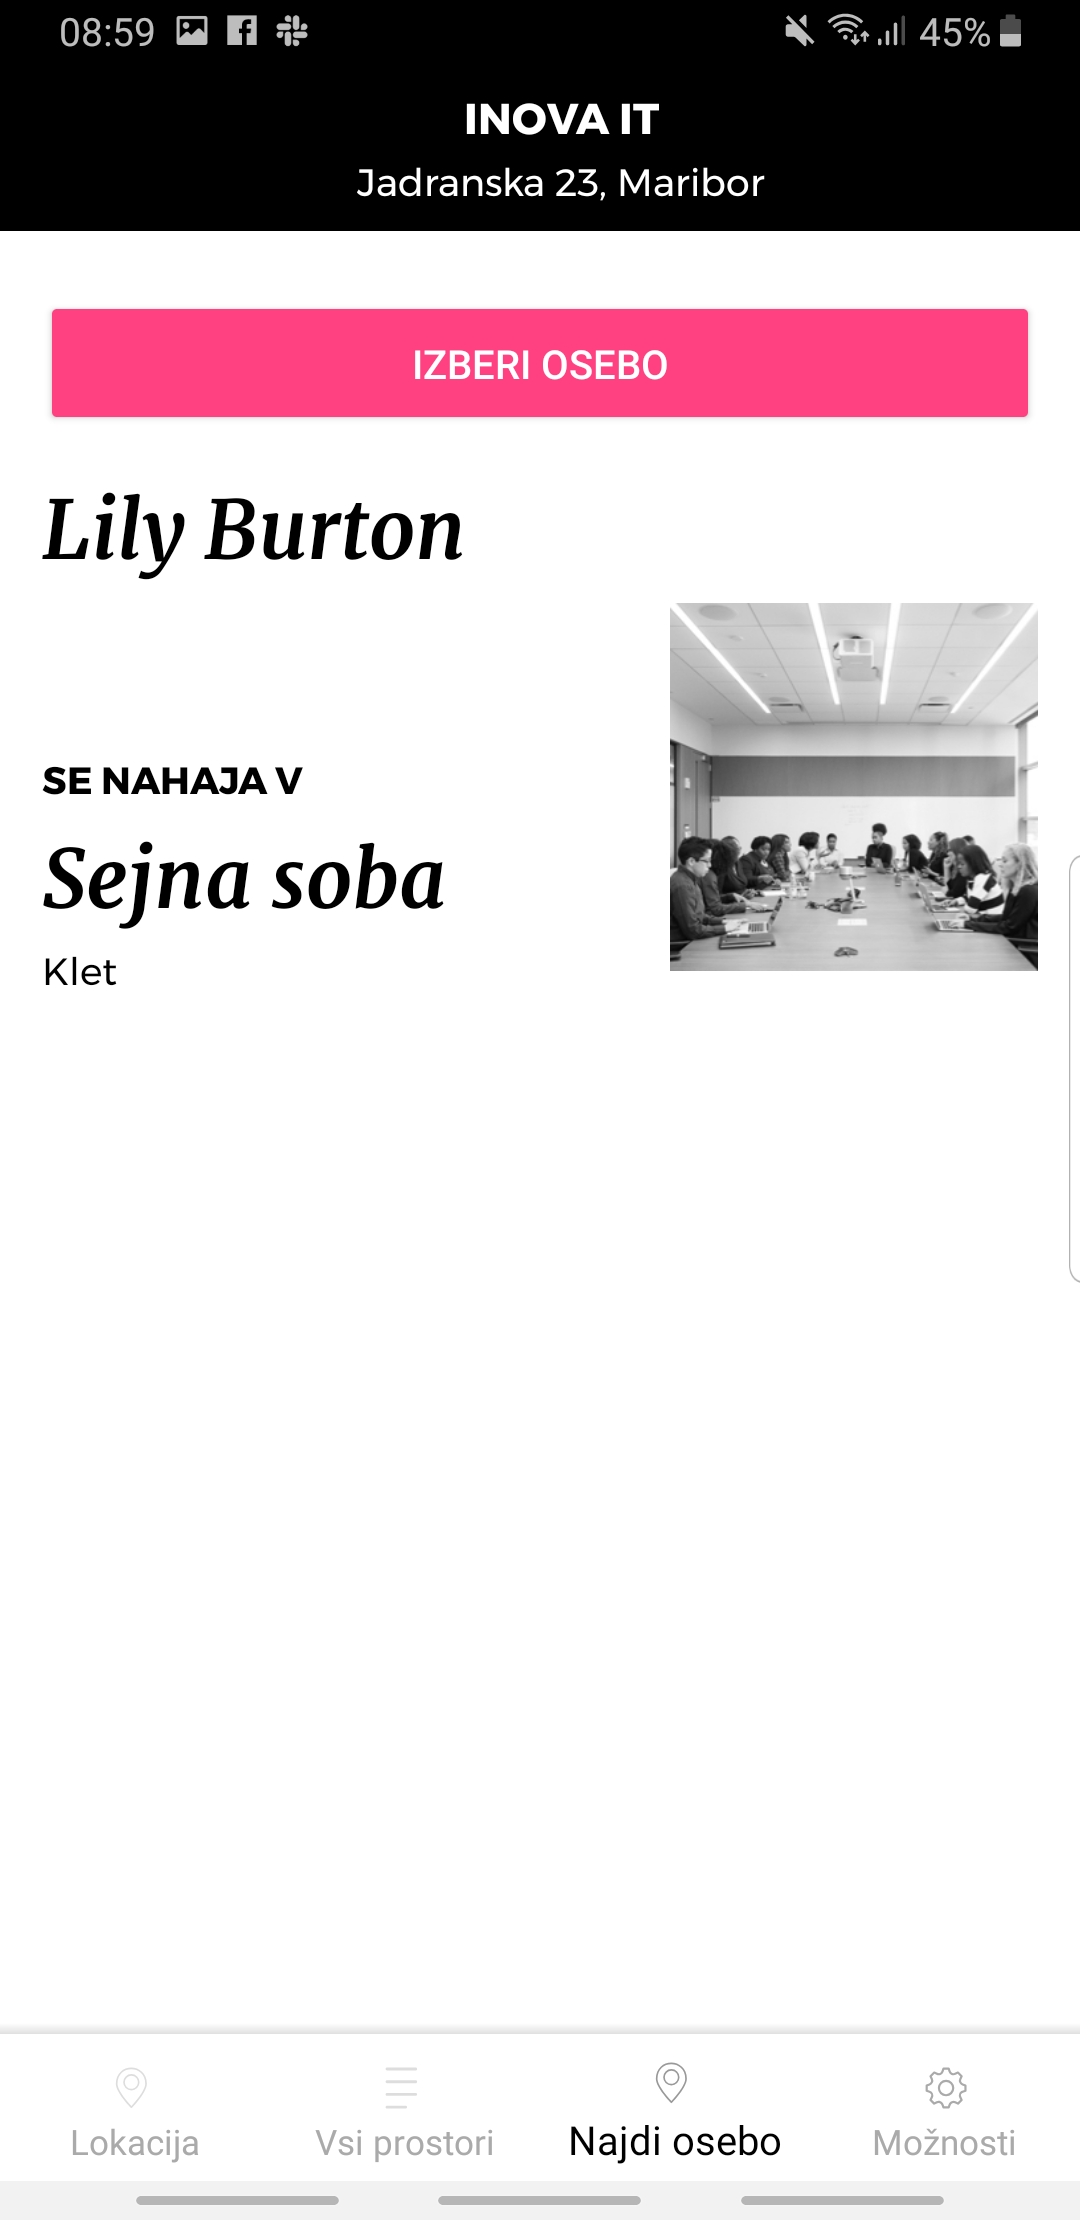 08:59
45%
INOVA IT
Jadranska 23, Maribor
IZBERI OSEBO
Lily Burton
SE NAHAJA V
Sejna soba
Klet
Lokacija
Vsi prostori
Najdi osebo
Možnosti